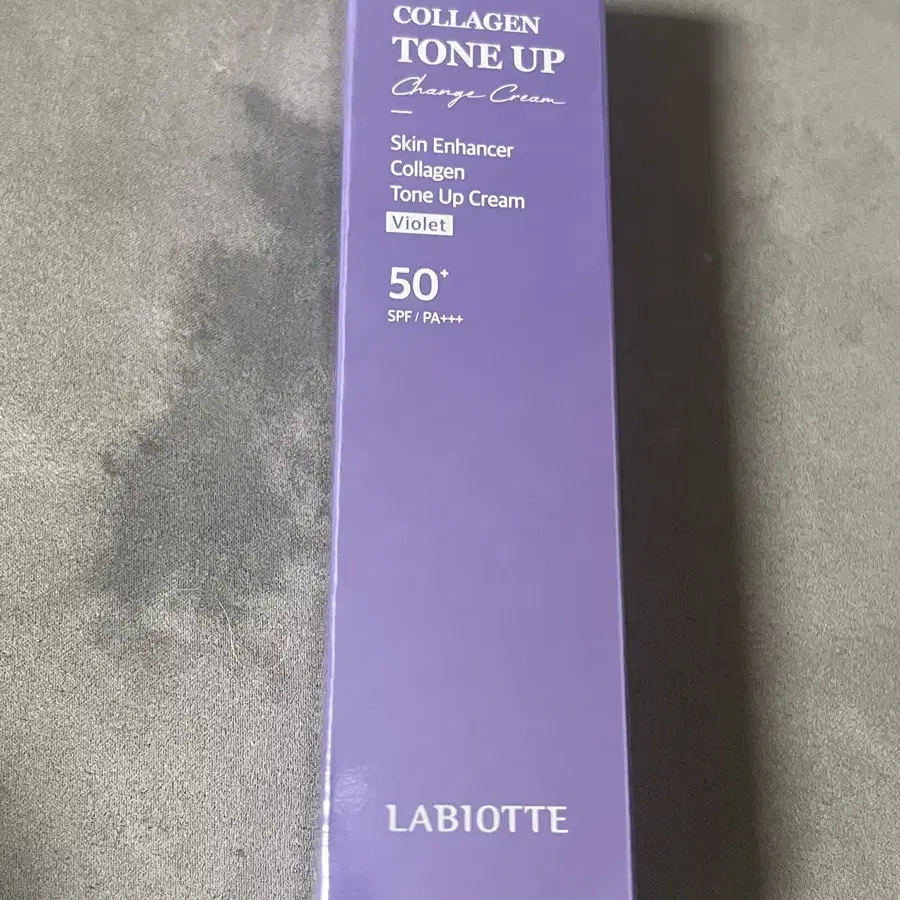 COLLAGEN
TONE UP
Change Cream
Skin Enhancer
Collagen
Tone Up Cream
Violet
50+
SPF / PA+++
LABIOTTE